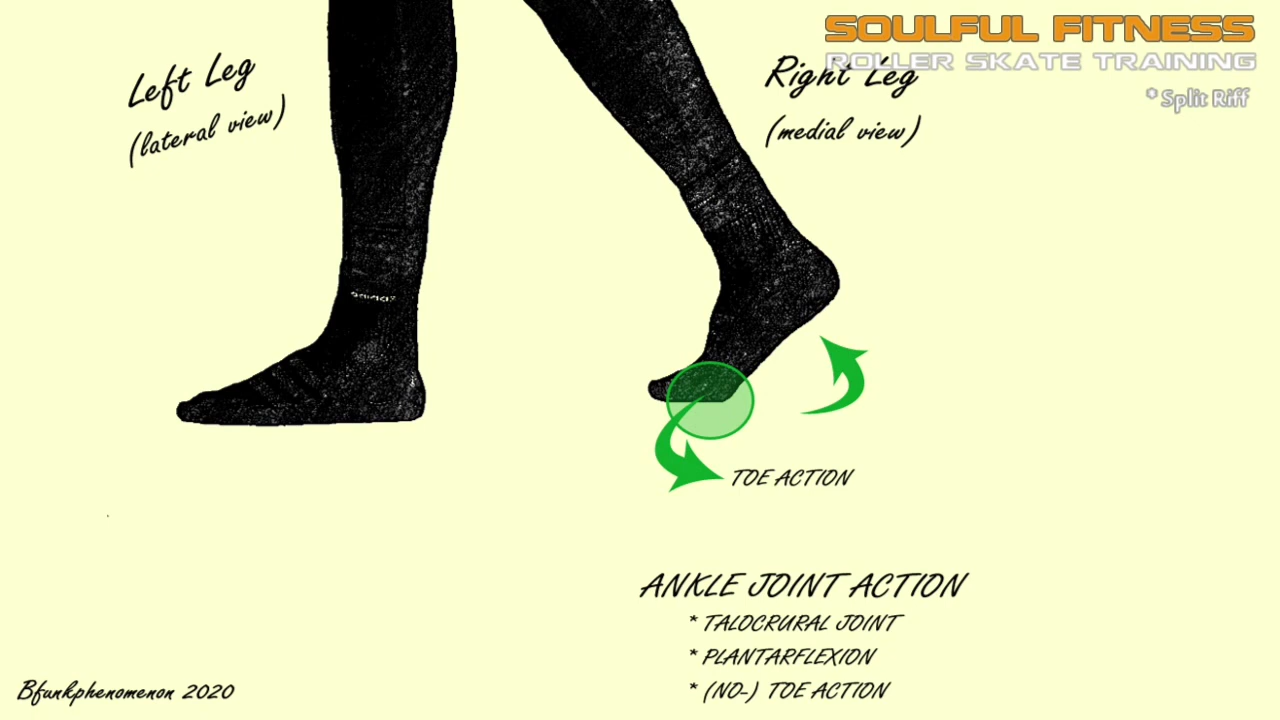 SOULFUL FITNESS
ROLLER SKATE TRAINING
* Split Riff
Left Leg
(lateral view)
Right Leg
(medial view)
TOE ACTION
ANKLE JOINT ACTION
* TALOCRURAL JOINT
* PLANTARFLEXION
* (NO-) TOE ACTION
Bfunkphenomenon 2020